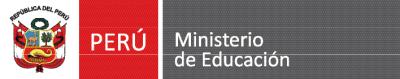 REPÚBLICA DEL PERÚ
PERÚ
Ministerio
de Educación